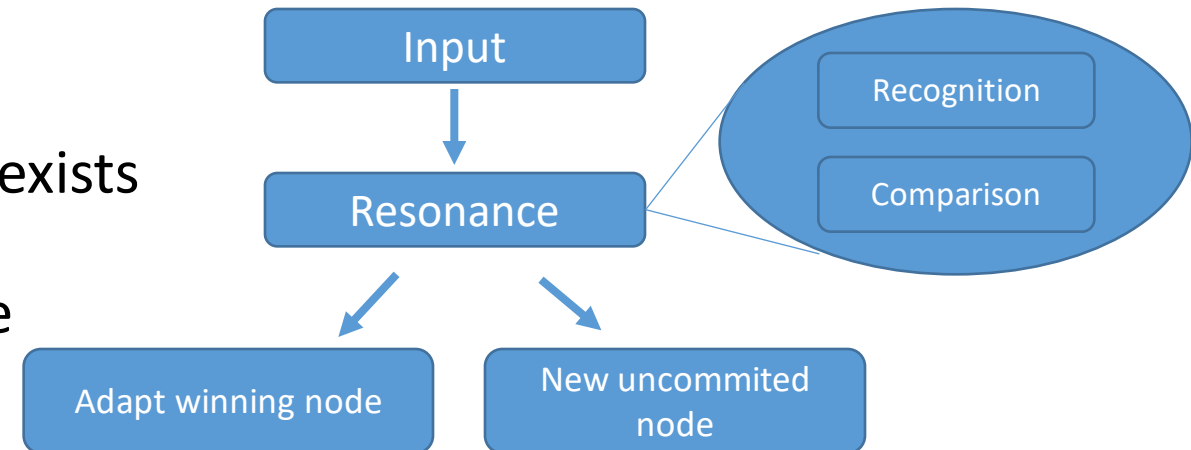 Input
Recognition
exists
Resonance
Comparison
e
Adapt winning node
New uncommited
node